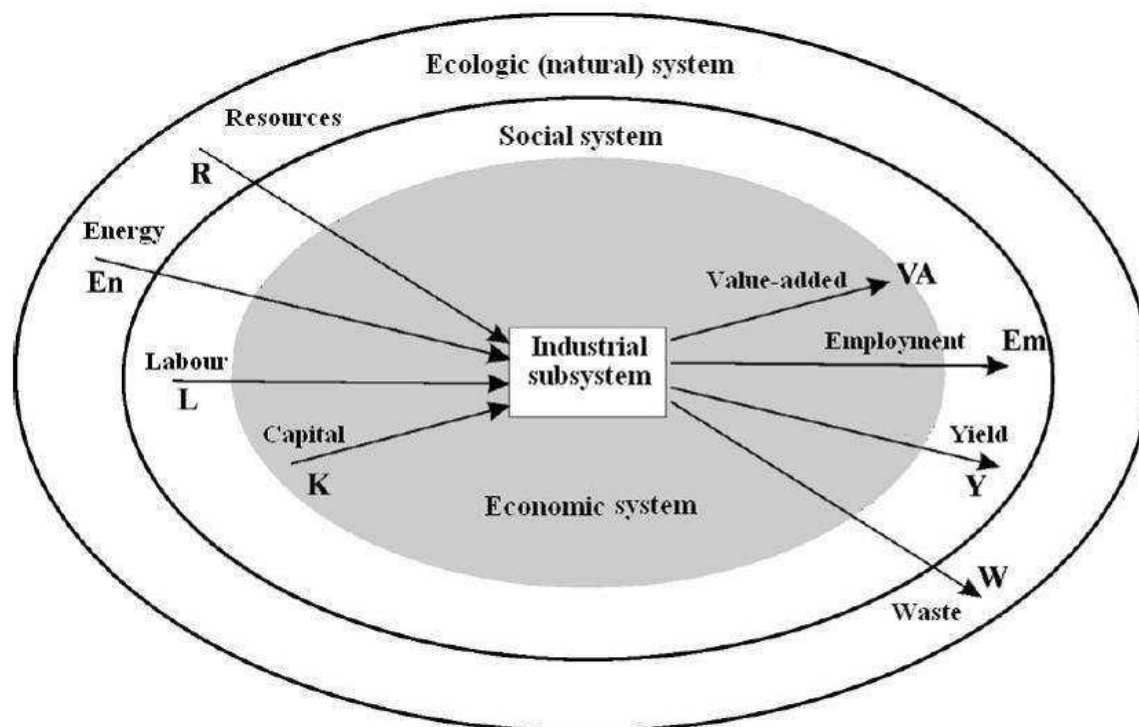 Ecologic (natural) system
Resources
Social system
R
Energy
En
Value-added
VA
Industrial
subsystem
Employment
Em
Labour
L
Capital
K
Yield
Y
Economic system
W
Waste